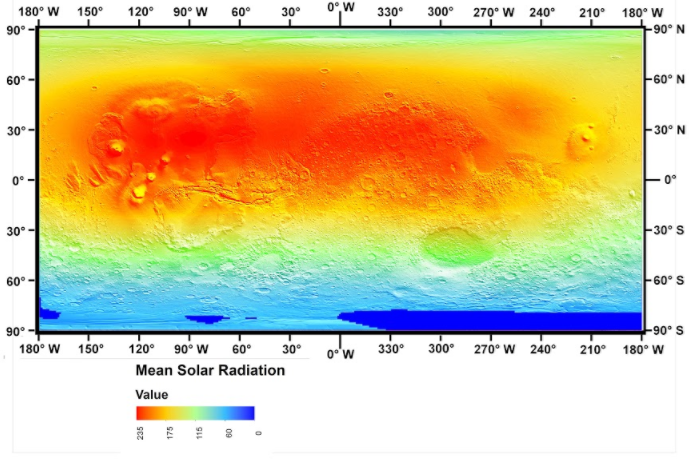 180° W 150° 120° 90° W 60° 30° 0° W 330° 300° W 270° W 240° 210° 180° W
90° 90° N
60° 60° N
30° 30° N
0° 0°
30° 30° S
60° 60° S
90° 90° S
180° W 150° W 120° W 90° W 60° W 30° 0° W 330° 300° W 270° W 240° 210° W 180° W
Mean Solar Radiation
Value
235 175 115 60 0